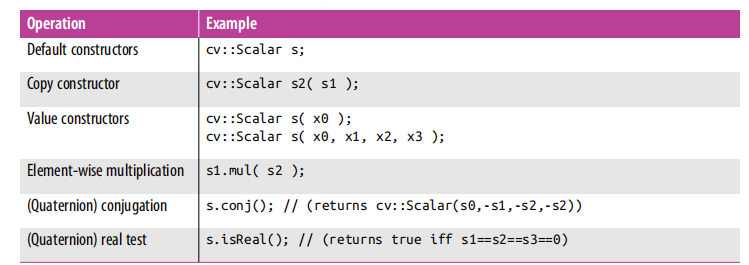 Operation Example
Default constructors cv::Scalar s;
Copy constructor cv::Scalar s2( s1 );
Value constructors cv::Scalar s( x0 );
cv::Scalar s( x0, x1, x2, x3 );
Element-wise multiplication s1.mul( s2 );
(Quaternion) conjugation s.conj(); // (returns cv::Scalar(s0,-s1,-s2,-s2))
(Quaternion) real test s.isReal(); // (returns true iff s1==s2==s3==0)